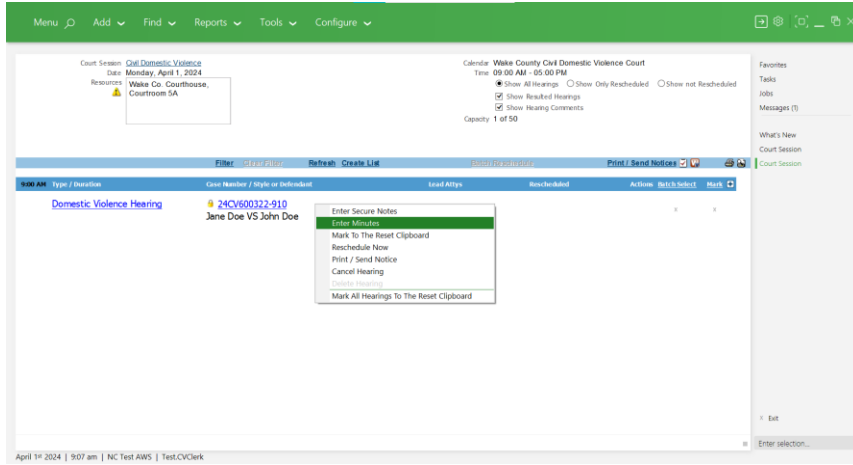 Menu Add Find Reports Tools Configure
Court Session Civil Domestic Violence
Date Monday, April 1, 2024
Resources Wake Co. Courthouse,
Courtroom 5A
Calendar Wake County Civil Domestic Violence Court
Time 09:00 AM - 05:00 PM
Show All Hearings Show Only Rescheduled Show not Rescheduled
Show Resulted Hearings
Show Hearing Comments
Capacity 1 of 50
Filter Clear Filter Refresh Create List Print / Send Notices
9:00 AM Type / Duration Case Number / Style or Defendant Lead Attys Rescheduled Actions Batch Select Mark
Domestic Violence Hearing 24CV600322-910
Jane Doe VS John Doe
Enter Secure Notes
Enter Minutes
Mark To The Reset Clipboard
Reschedule Now
Print / Send Notice
Cancel Hearing
Delete Hearing
Mark All Hearings To The Reset Clipboard
Favorites
Tasks
Jobs
Messages (1)
What's New
Court Session
Court Session
Exit
Enter selection...
April 1st 2024 | 9:07 am | NC Test AWS | Test.CVClerk